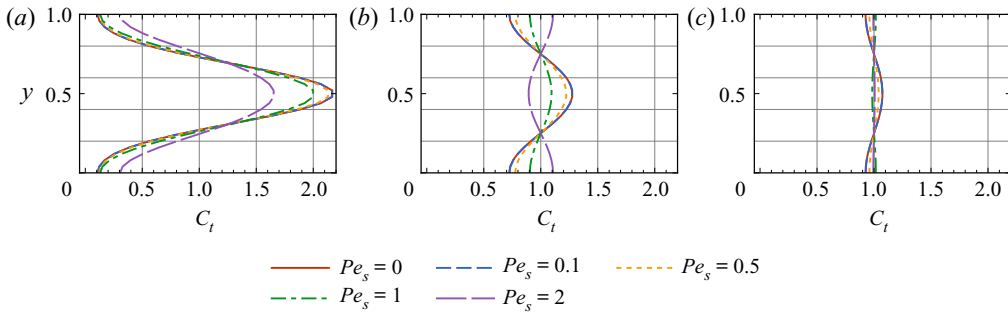 (a) (b) (c)
1.0 1.0 1.0
y 0.5 0.5 0.5
0 0.5 1.0 1.5 2.0 0 0.5 1.0 1.5 2.0 0 0.5 1.0 1.5 2.0
C_t C_t C_t
Pe_s = 0 Pe_s = 0.1 Pe_s = 0.5
Pe_s = 1 Pe_s = 2